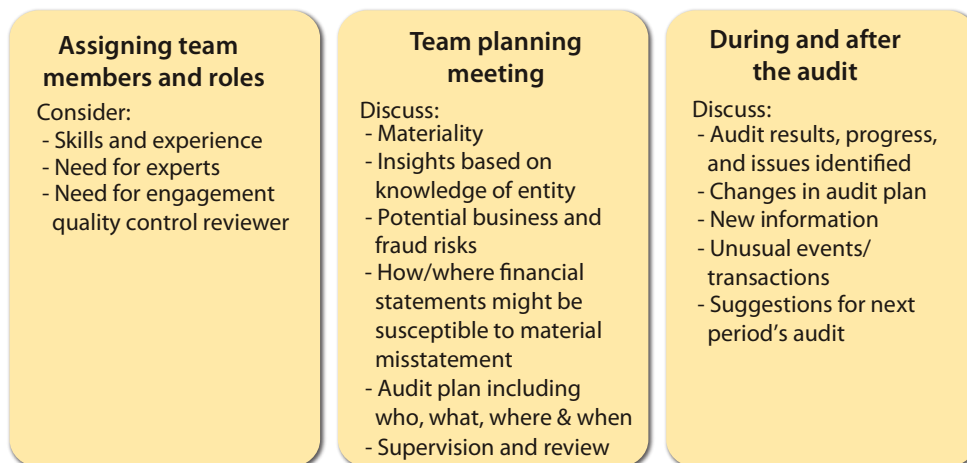 Assigning team
members and roles
Consider:
- Skills and experience
- Need for experts
- Need for engagement
quality control reviewer
Team planning
meeting
Discuss:
- Materiality
- Insights based on
knowledge of entity
- Potential business and
fraud risks
- How/where financial
statements might be
susceptible to material
misstatement
- Audit plan including
who, what, where & when
- Supervision and review
During and after
the audit
Discuss:
- Audit results, progress,
and issues identified
- Changes in audit plan
- New information
- Unusual events/
transactions
- Suggestions for next
period's audit